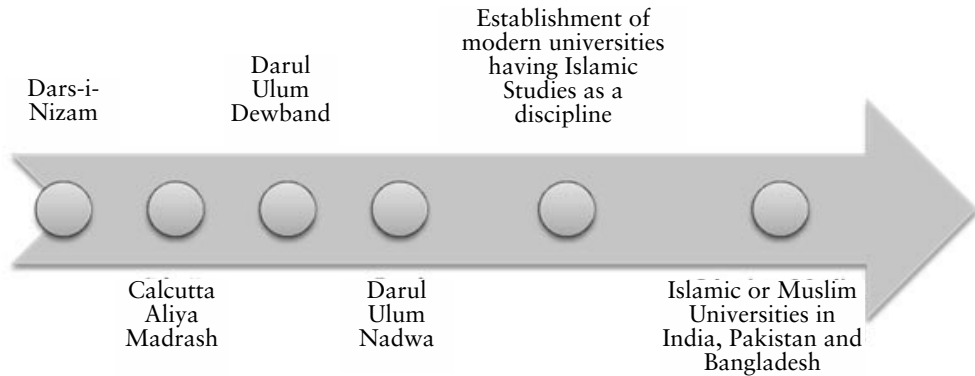 Dars-i-
Nizam
Calcutta
Aliya
Madrash
Darul
Ulum
Dewband
Darul
Ulum
Nadwa
Establishment of
modern universities
having Islamic
Studies as a
discipline
Islamic or Muslim
Universities in
India, Pakistan and
Bangladesh